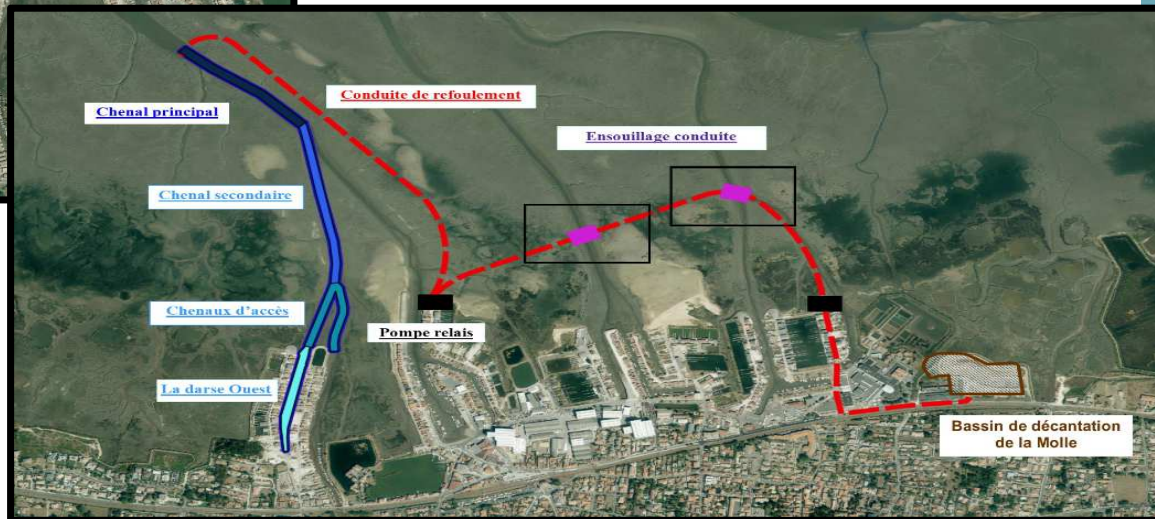 Conduite de refoulement
Chenal principal
Ensouillage conduite
Chenal secondaire
Chenaux d'accès
Pompe relais
La darse Ouest
Bassin de décantation
de la Molle